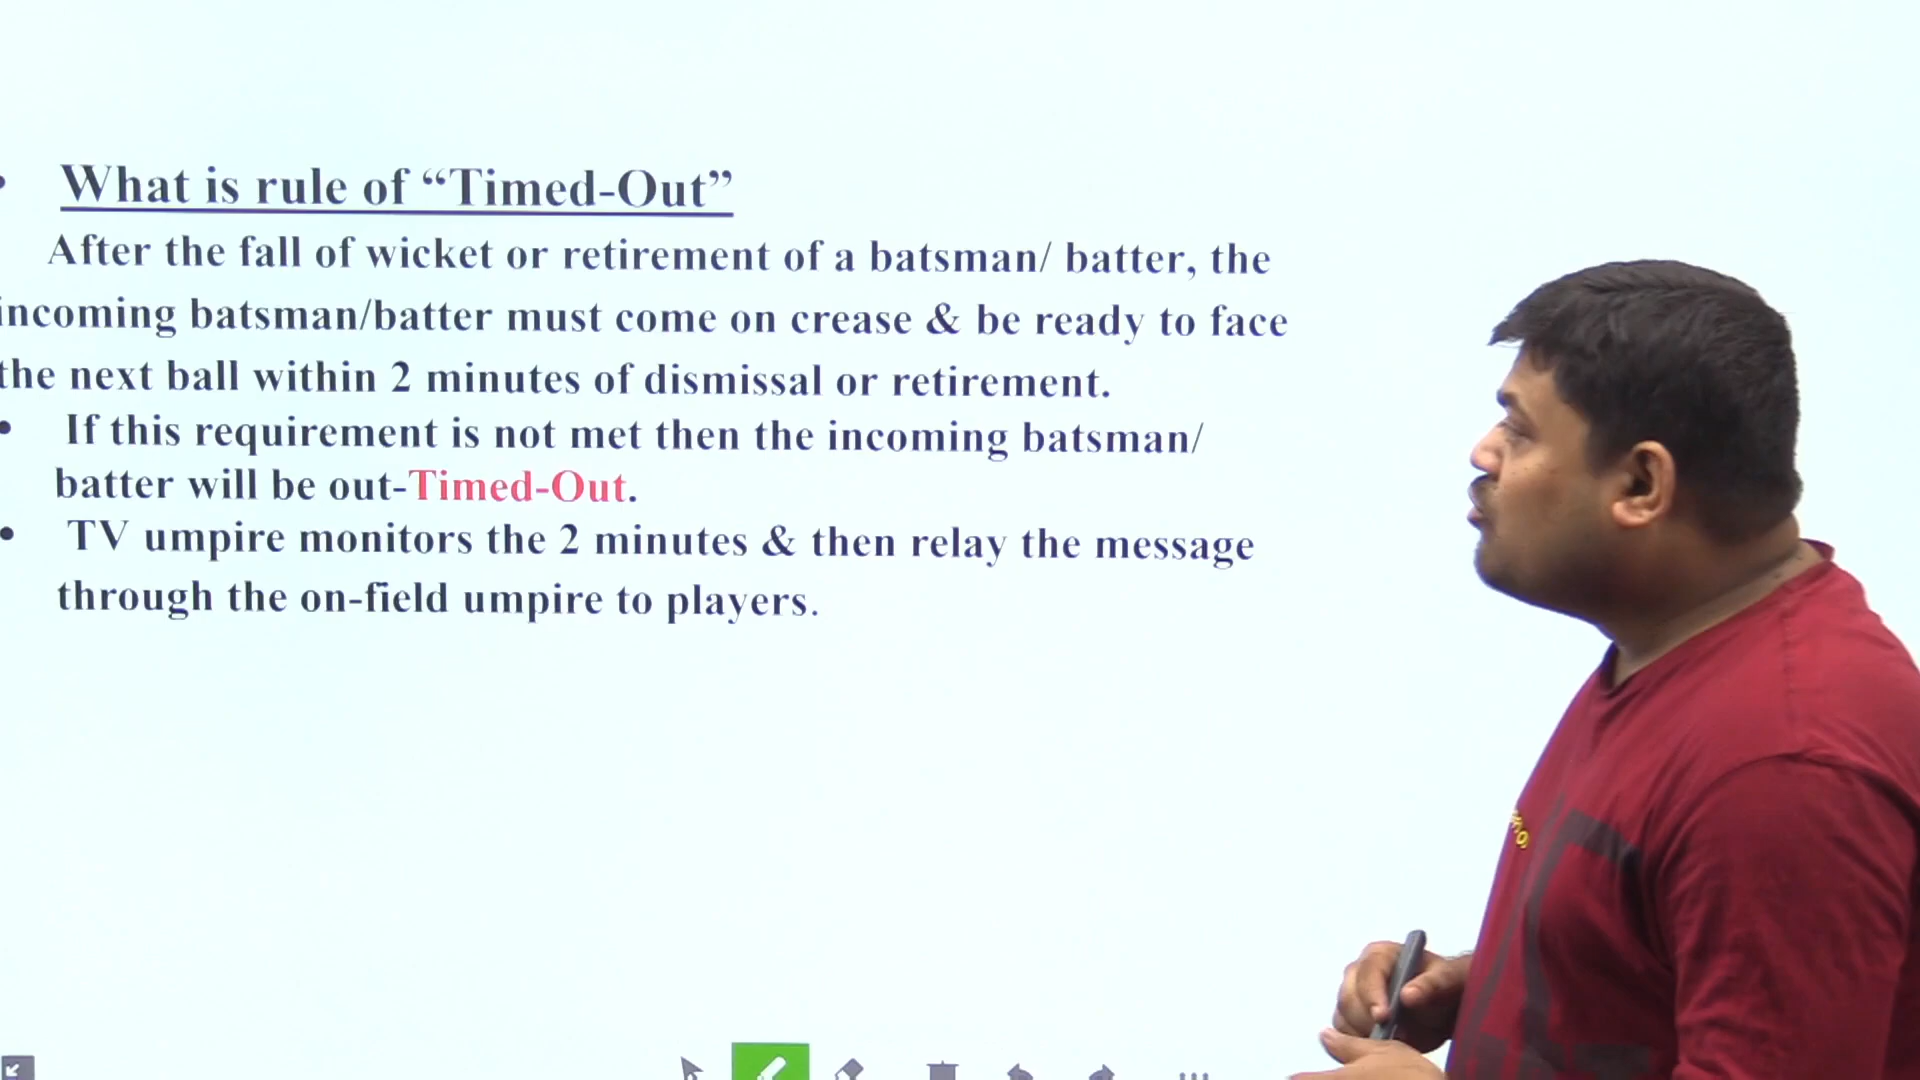 • What is rule of “Timed-Out”
After the fall of wicket or retirement of a batsman/ batter, the
incoming batsman/batter must come on crease & be ready to face
the next ball within 2 minutes of dismissal or retirement.
• If this requirement is not met then the incoming batsman/
batter will be out-Timed-Out.
• TV umpire monitors the 2 minutes & then relay the message
through the on-field umpire to players.